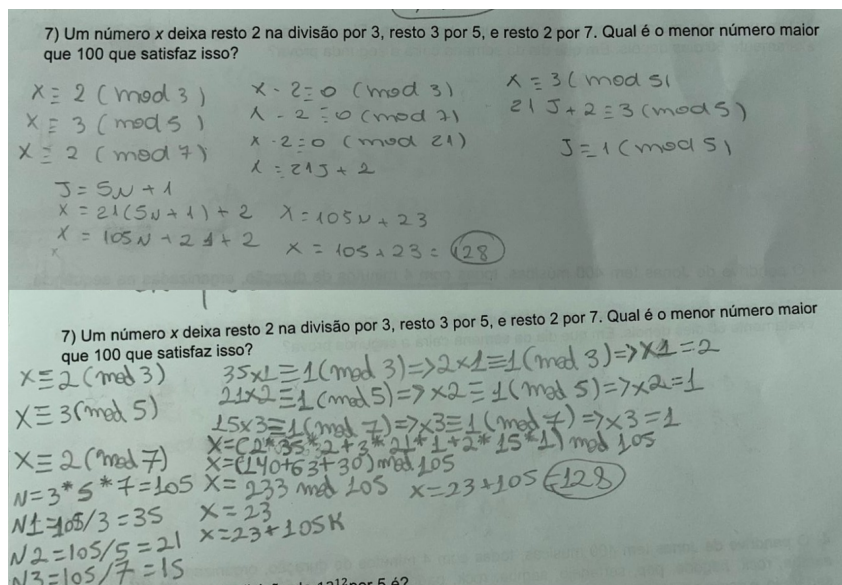 7) Um número x deixa resto 2 na divisão por 3, resto 3 por 5, e resto 2 por 7. Qual é o menor número maior
que 100 que satisfaz isso?
X ≡ 2 (mod 3)
X ≡ 3 (mod 5)
X ≡ 2 (mod 7)
X - 2 ≡ 0 (mod 3)
X - 2 ≡ 0 (mod 7)
X - 2 ≡ 0 (mod 21)
X = 21J + 2
X ≡ 3 (mod 5)
21J + 2 ≡ 3 (mod 5)
J ≡ 1 (mod 5)
J = 5N + 1
X = 21(5N + 1) + 2
X = 105N + 21 + 2
X = 105N + 23
X = 105 + 23 = 128
7) Um número x deixa resto 2 na divisão por 3, resto 3 por 5, e resto 2 por 7. Qual é o menor número maior
que 100 que satisfaz isso?
X ≡ 2 (mod 3)
X ≡ 3 (mod 5)
X ≡ 2 (mod 7)
N = 3*5*7 = 105
N1 = 105/3 = 35
N2 = 105/5 = 21
N3 = 105/7 = 15
35x1 ≡ 1 (mod 3) => 2x1 ≡ 1 (mod 3) => x1 = 2
21x2 ≡ 1 (mod 5) => x2 ≡ 1 (mod 5) => x2 = 1
15x3 ≡ 1 (mod 7) => x3 ≡ 1 (mod 7) => x3 = 1
X = (2*35*2+3*21*1+2*15*1) mod 105
X = (140+63+30) mod 105
X = 233 mod 105
X = 23
X = 23 + 105K
X = 23 + 105 = 128
por 5 é?